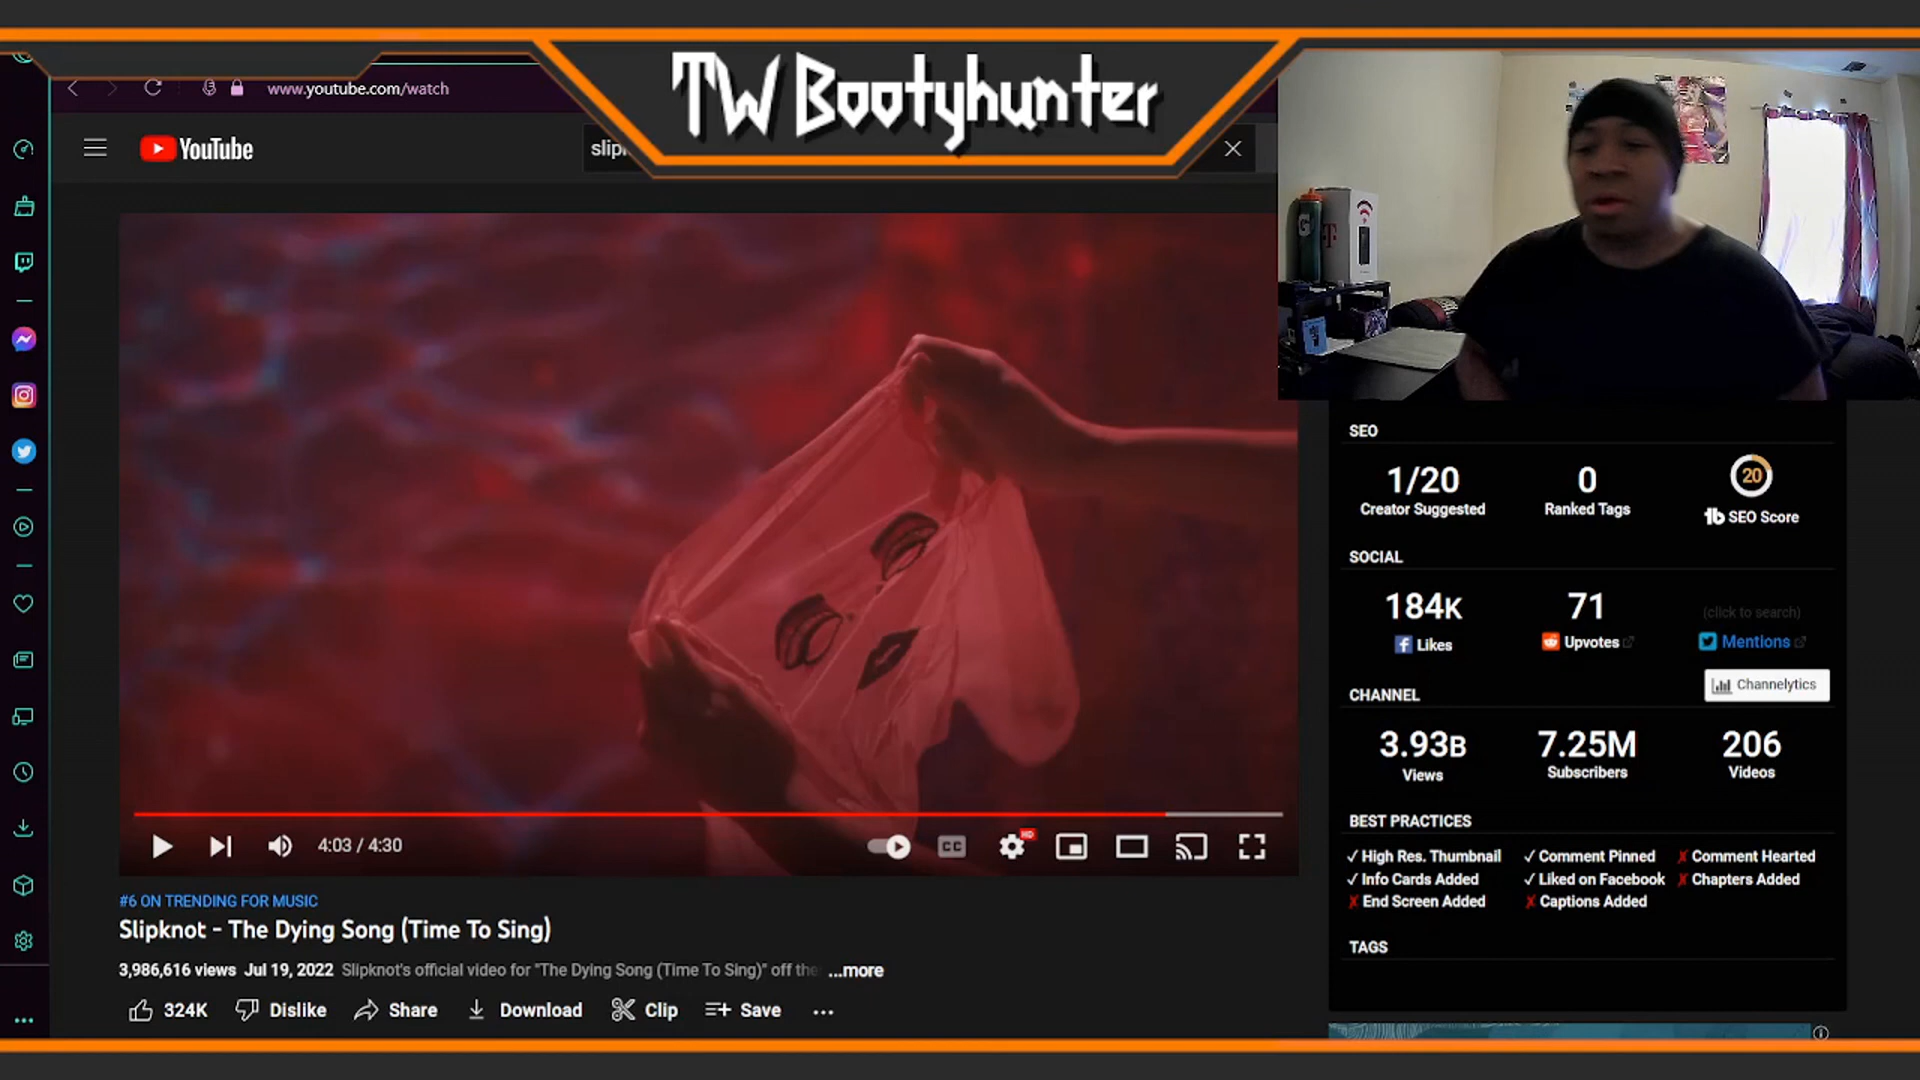 TW Bootyhunter
www.youtube.com/watch
YouTube
slip
SEO
1/20
Creator Suggested
0
Ranked Tags
20
tb SEO Score
SOCIAL
184K
Likes
71
Upvotes
(click to search)
Mentions
Channelytics
CHANNEL
3.93B
Views
7.25M
Subscribers
206
Videos
BEST PRACTICES
✓ High Res. Thumbnail ✓ Comment Pinned ✗ Comment Hearted
✓ Info Cards Added ✓ Liked on Facebook ✗ Chapters Added
✗ End Screen Added ✗ Captions Added
TAGS
4:03 / 4:30
CC
HD
#6 ON TRENDING FOR MUSIC
Slipknot - The Dying Song (Time To Sing)
3,986,616 views Jul 19, 2022 Slipknot's official video for "The Dying Song (Time To Sing)" off the ...more
324K Dislike Share Download Clip Save
G
T